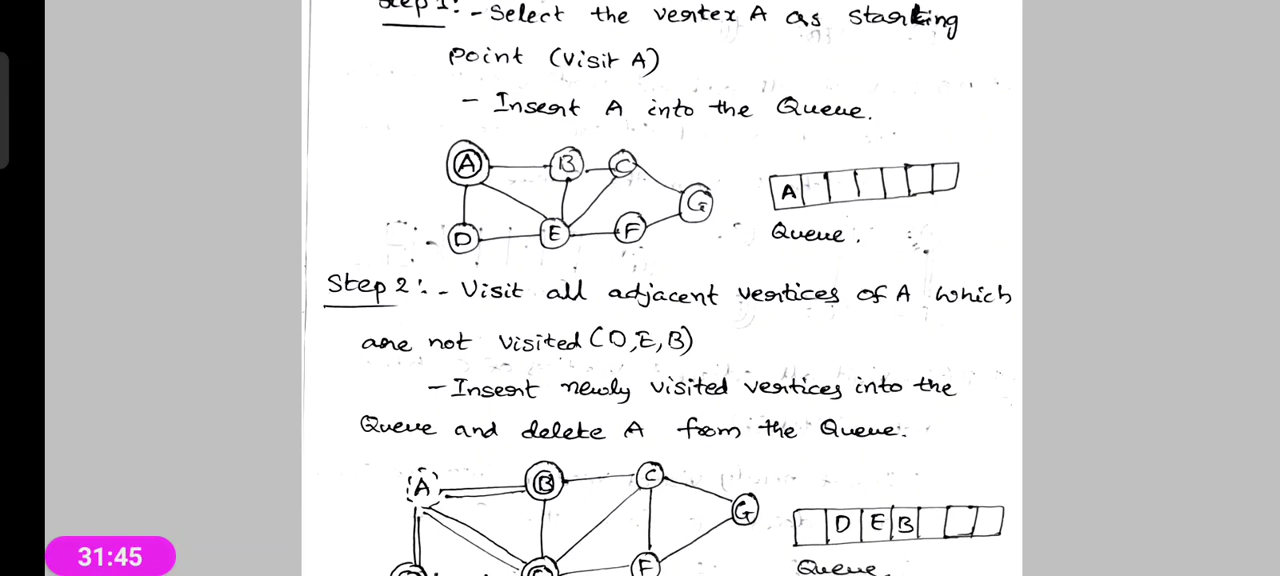 Step 1:- Select the vertex A as starting
point (visit A)
- Insert A into the Queue.
A B C
G
A
D E F
Queue.
Step 2:- Visit all adjacent vertices of A which
are not visited (D,E,B)
- Insert newly visited vertices into the
Queue and delete A from the Queue.
A B C
G
D E B
F
Queue
31:45